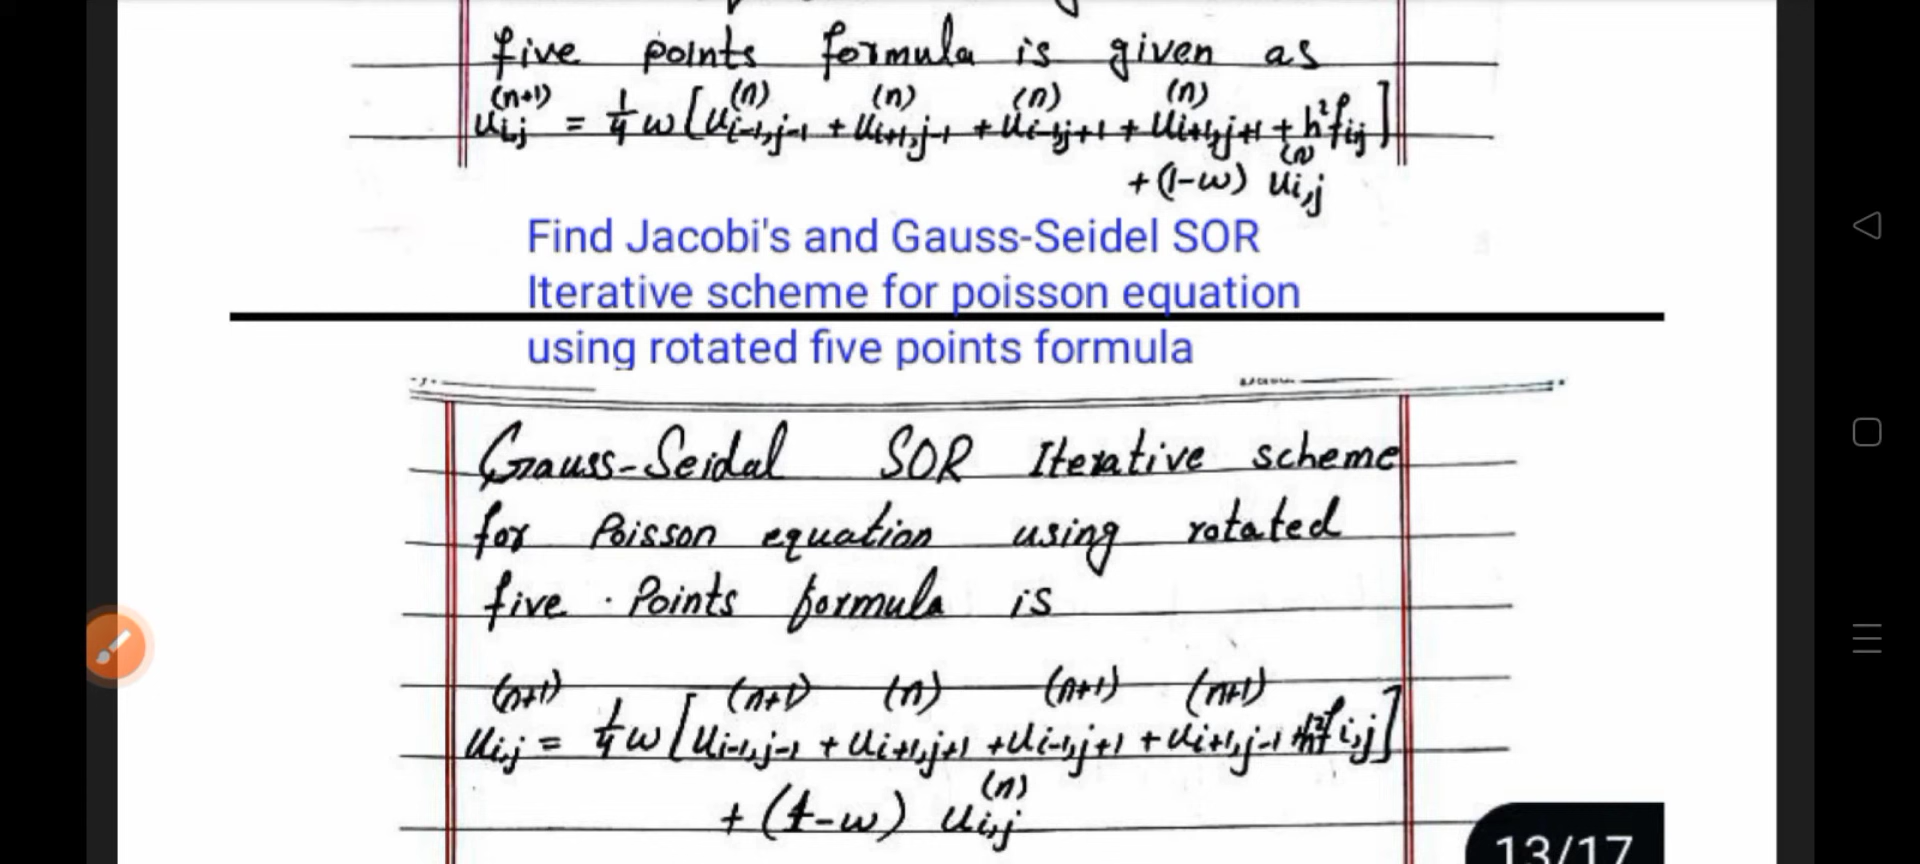 five points formula is given as
u_{i,j}^{(n+1)} = 1/4 w [u_{i-1,j-1}^{(n)} + u_{i+1,j-1}^{(n)} + u_{i-1,j+1}^{(n)} + u_{i+1,j+1}^{(n)} + h²f_{ij}]
+ (1-w) u_{i,j}^{(n)}
Find Jacobi's and Gauss-Seidel SOR
Iterative scheme for poisson equation
using rotated five points formula
Gauss-Seidal SOR Iterative scheme
for Poisson equation using rotated
five. Points formula is
u_{i,j}^{(n+1)} = 1/4 w [u_{i-1,j-1}^{(n+1)} + u_{i+1,j+1}^{(n)} + u_{i-1,j+1}^{(n+1)} + u_{i+1,j-1}^{(n+1)} + h²f_{i,j}]
+ (1-w) u_{i,j}^{(n)}
13/17